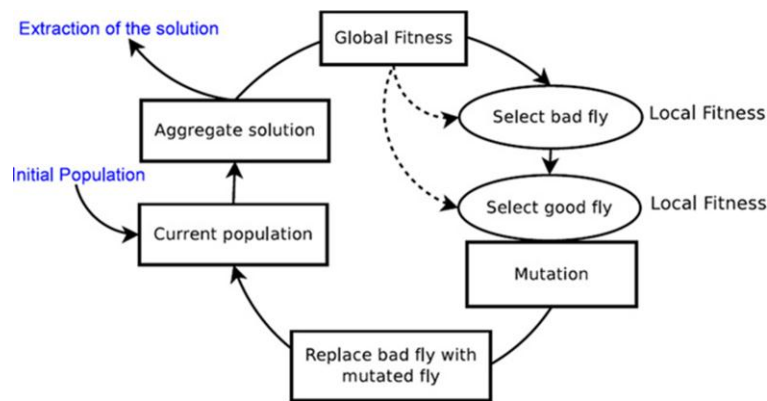 Extraction of the solution
Global Fitness
Aggregate solution
Select bad fly
Local Fitness
Initial Population
Select good fly
Local Fitness
Current population
Mutation
Replace bad fly with
mutated fly